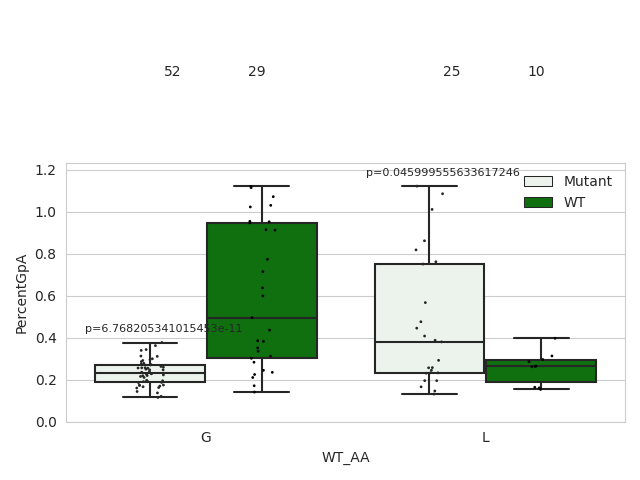 52 29 25 10
p=0.045999555633617246
Mutant
WT
p=6.768205341015453e-11
PercentGpA
1.2
1.0
0.8
0.6
0.4
0.2
0.0
G L
WT_AA